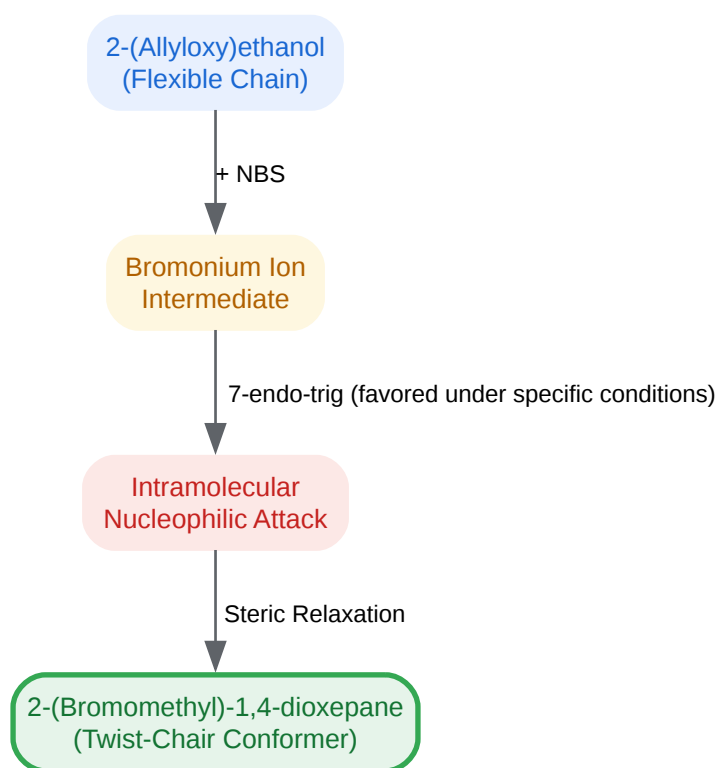 2-(Allyloxy)ethanol
(Flexible Chain)
+ NBS
Bromonium Ion
Intermediate
7-endo-trig (favored under specific conditions)
Intramolecular
Nucleophilic Attack
Steric Relaxation
2-(Bromomethyl)-1,4-dioxepane
(Twist-Chair Conformer)